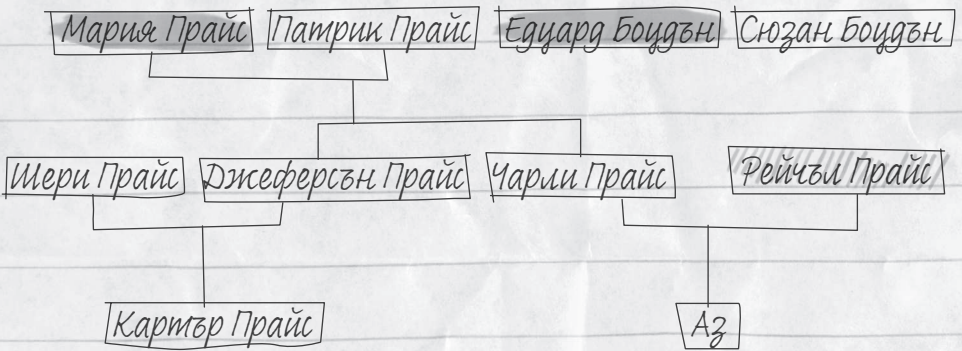 Мария Прайс Патрик Прайс Едуард Боудън Сюзан Боудън
Шери Прайс Джеферсън Прайс Чарли Прайс Рейчъл Прайс
Картър Прайс Аз